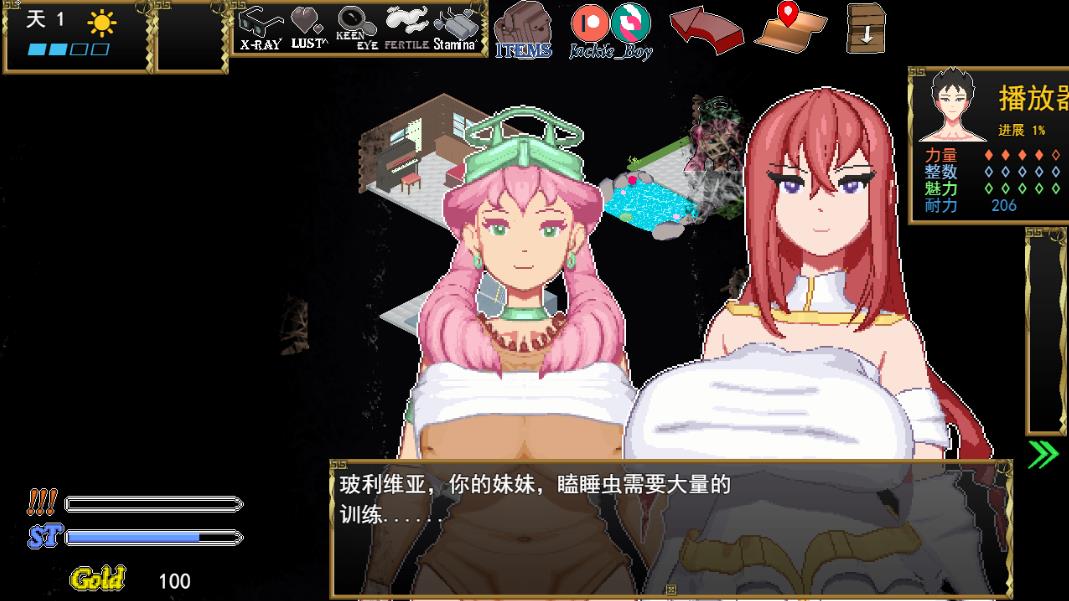 天 1
X-RAY
LUST
KEEN EYE
FERTILE
Stamina
ITEMS
Jackie_Boy
播放器
进展 1%
力量
整数
魅力
耐力 206
玻利维亚，你的妹妹，瞌睡虫需要大量的
训练......
!!!
ST
Gold 100